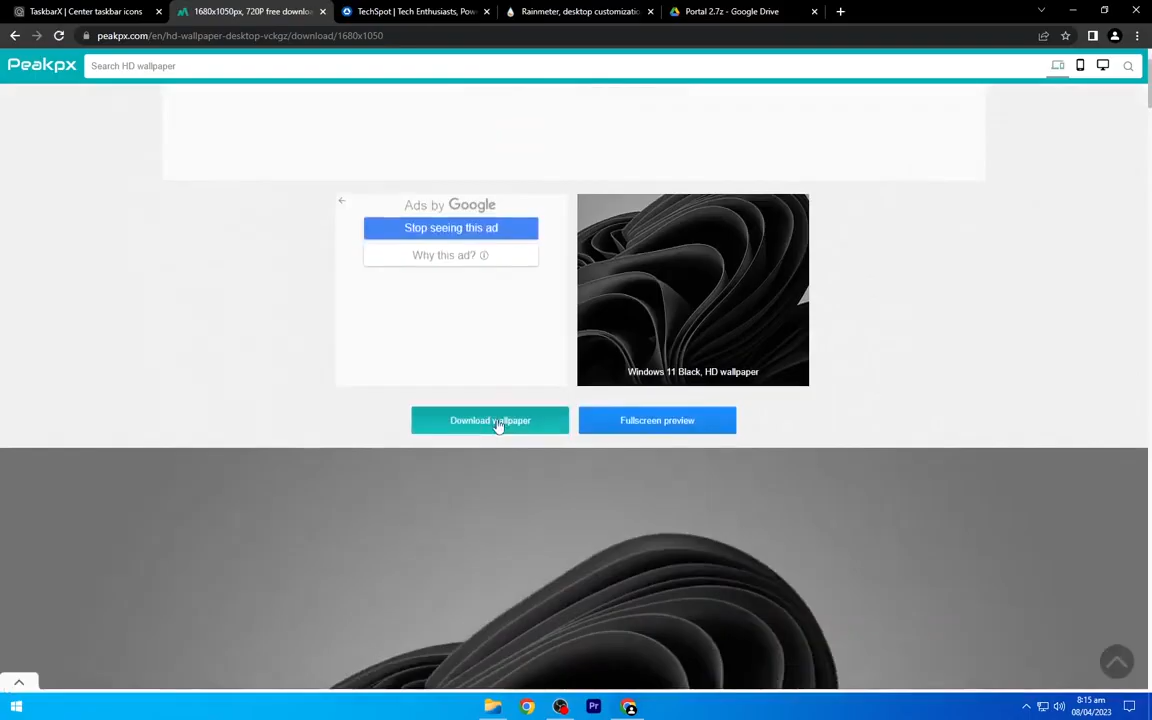 TaskbarX | Center taskbar icons
1680x1050px, 720P free downlo
TechSpot | Tech Enthusiasts, Pow
Rainmeter, desktop customizatio
Portal 2.7z - Google Drive
peakpx.com/en/hd-wallpaper-desktop-vckgz/download/1680x1050
Peakpx
Search HD wallpaper
Ads by Google
Stop seeing this ad
Why this ad?
Windows 11 Black, HD wallpaper
Download wallpaper
Fullscreen preview
Pr
8:15 am
08/04/2023